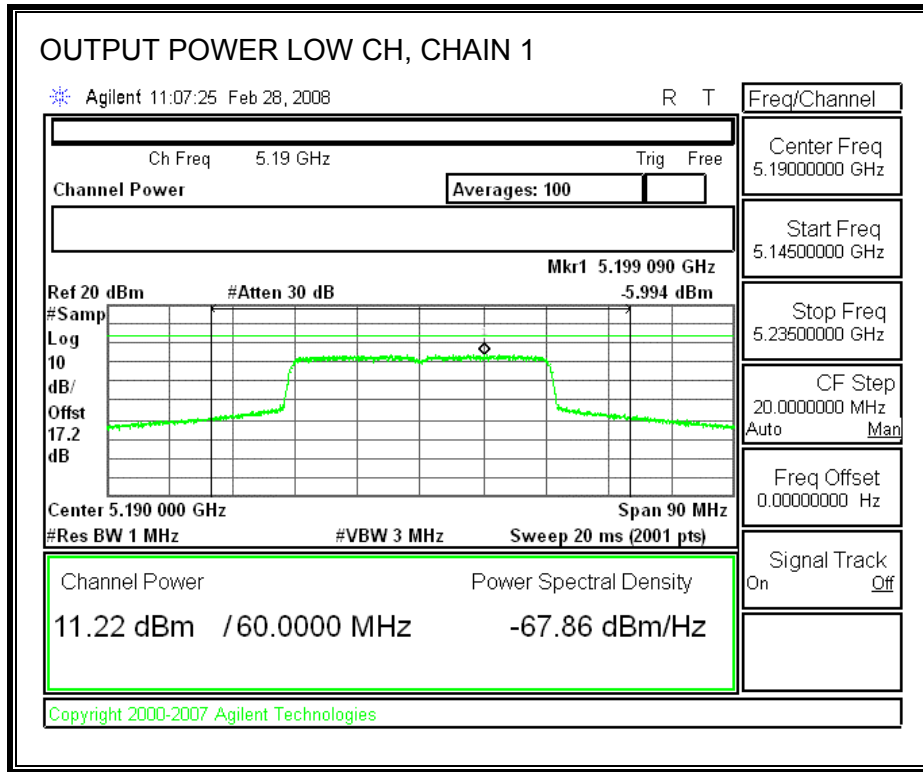 OUTPUT POWER LOW CH, CHAIN 1
Agilent 11:07:25 Feb 28, 2008 R T
Freq/Channel
Ch Freq 5.19 GHz Trig Free
Channel Power Averages: 100
Mkr1 5.199 090 GHz
Ref 20 dBm #Atten 30 dB -5.994 dBm
#Samp
Log
10
dB/
Offst
17.2
dB
Center 5.190 000 GHz Span 90 MHz
#Res BW 1 MHz #VBW 3 MHz Sweep 20 ms (2001 pts)
Channel Power Power Spectral Density
11.22 dBm /60.0000 MHz -67.86 dBm/Hz
Copyright 2000-2007 Agilent Technologies
Center Freq
5.19000000 GHz
Start Freq
5.14500000 GHz
Stop Freq
5.23500000 GHz
CF Step
20.0000000 MHz
Auto Man
Freq Offset
0.00000000 Hz
Signal Track
On Off